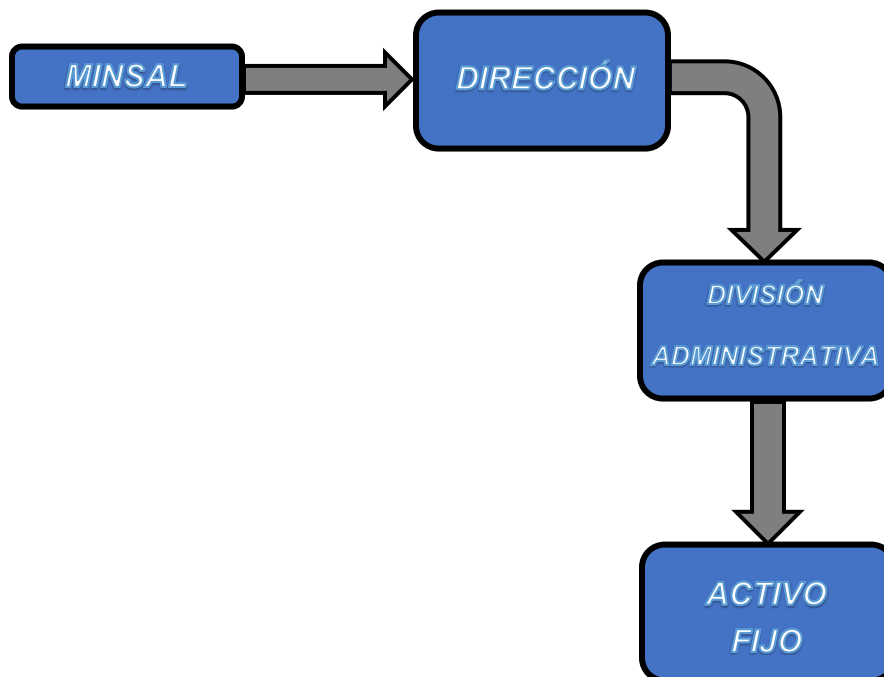 MINSAL
DIRECCIÓN
DIVISIÓN
ADMINISTRATIVA
ACTIVO
FIJO